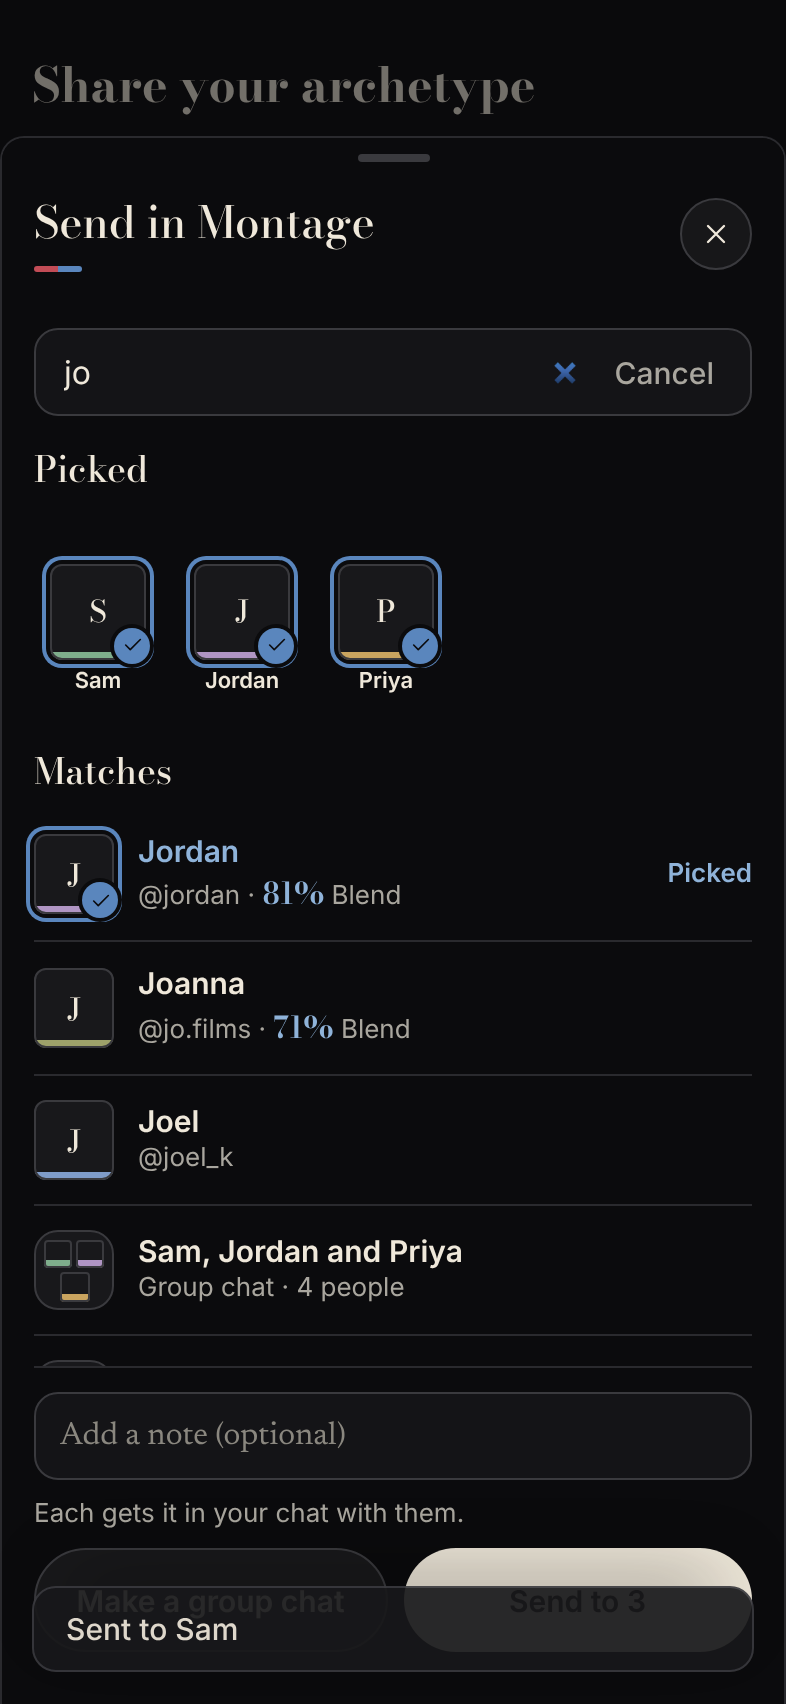 Share your archetype
Send in Montage
jo
Cancel
Picked
S
J
P
Sam
Jordan
Priya
Matches
J
Jordan
@jordan · 81% Blend
Picked
J
Joanna
@jo.films · 71% Blend
J
Joel
@joel_k
Sam, Jordan and Priya
Group chat · 4 people
Add a note (optional)
Each gets it in your chat with them.
Make a group chat
Send to 3
Sent to Sam